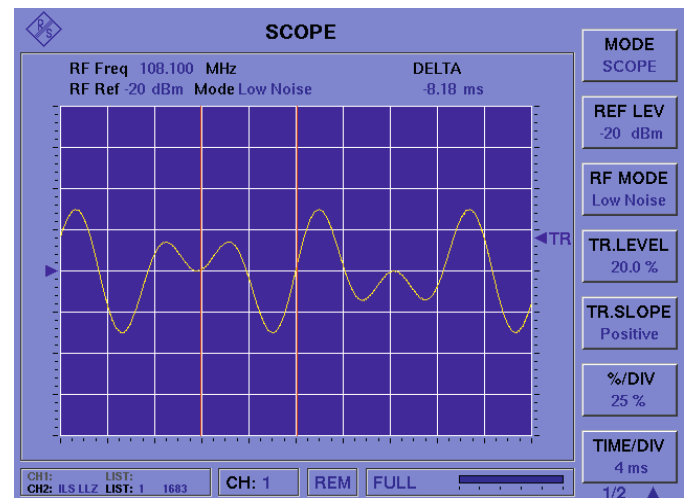 R/S
SCOPE
RF Freq 108.100 MHz
DELTA
RF Ref -20 dBm Mode Low Noise
-8.18 ms
TR
MODE
SCOPE
REF LEV
-20 dBm
RF MODE
Low Noise
TR.LEVEL
20.0 %
TR.SLOPE
Positive
%/DIV
25 %
TIME/DIV
4 ms
1/2
CH1: LIST:
CH2: ILS LLZ LIST: 1 1683
CH: 1
REM
FULL